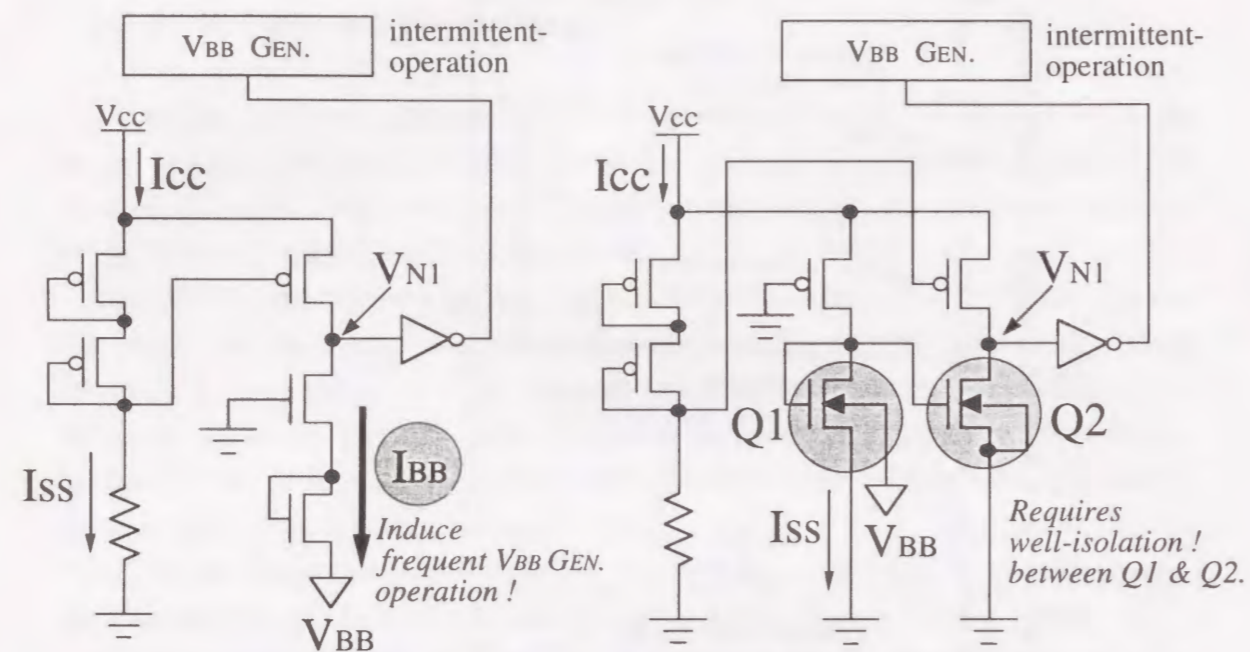 VBB GEN.
intermittent-
operation
Vcc
Icc
VN1
Iss
IBB
Induce
frequent VBB GEN.
operation !
VBB
VBB GEN.
intermittent-
operation
Vcc
Icc
VN1
Q1
Q2
Iss
VBB
Requires
well-isolation !
between Q1 & Q2.